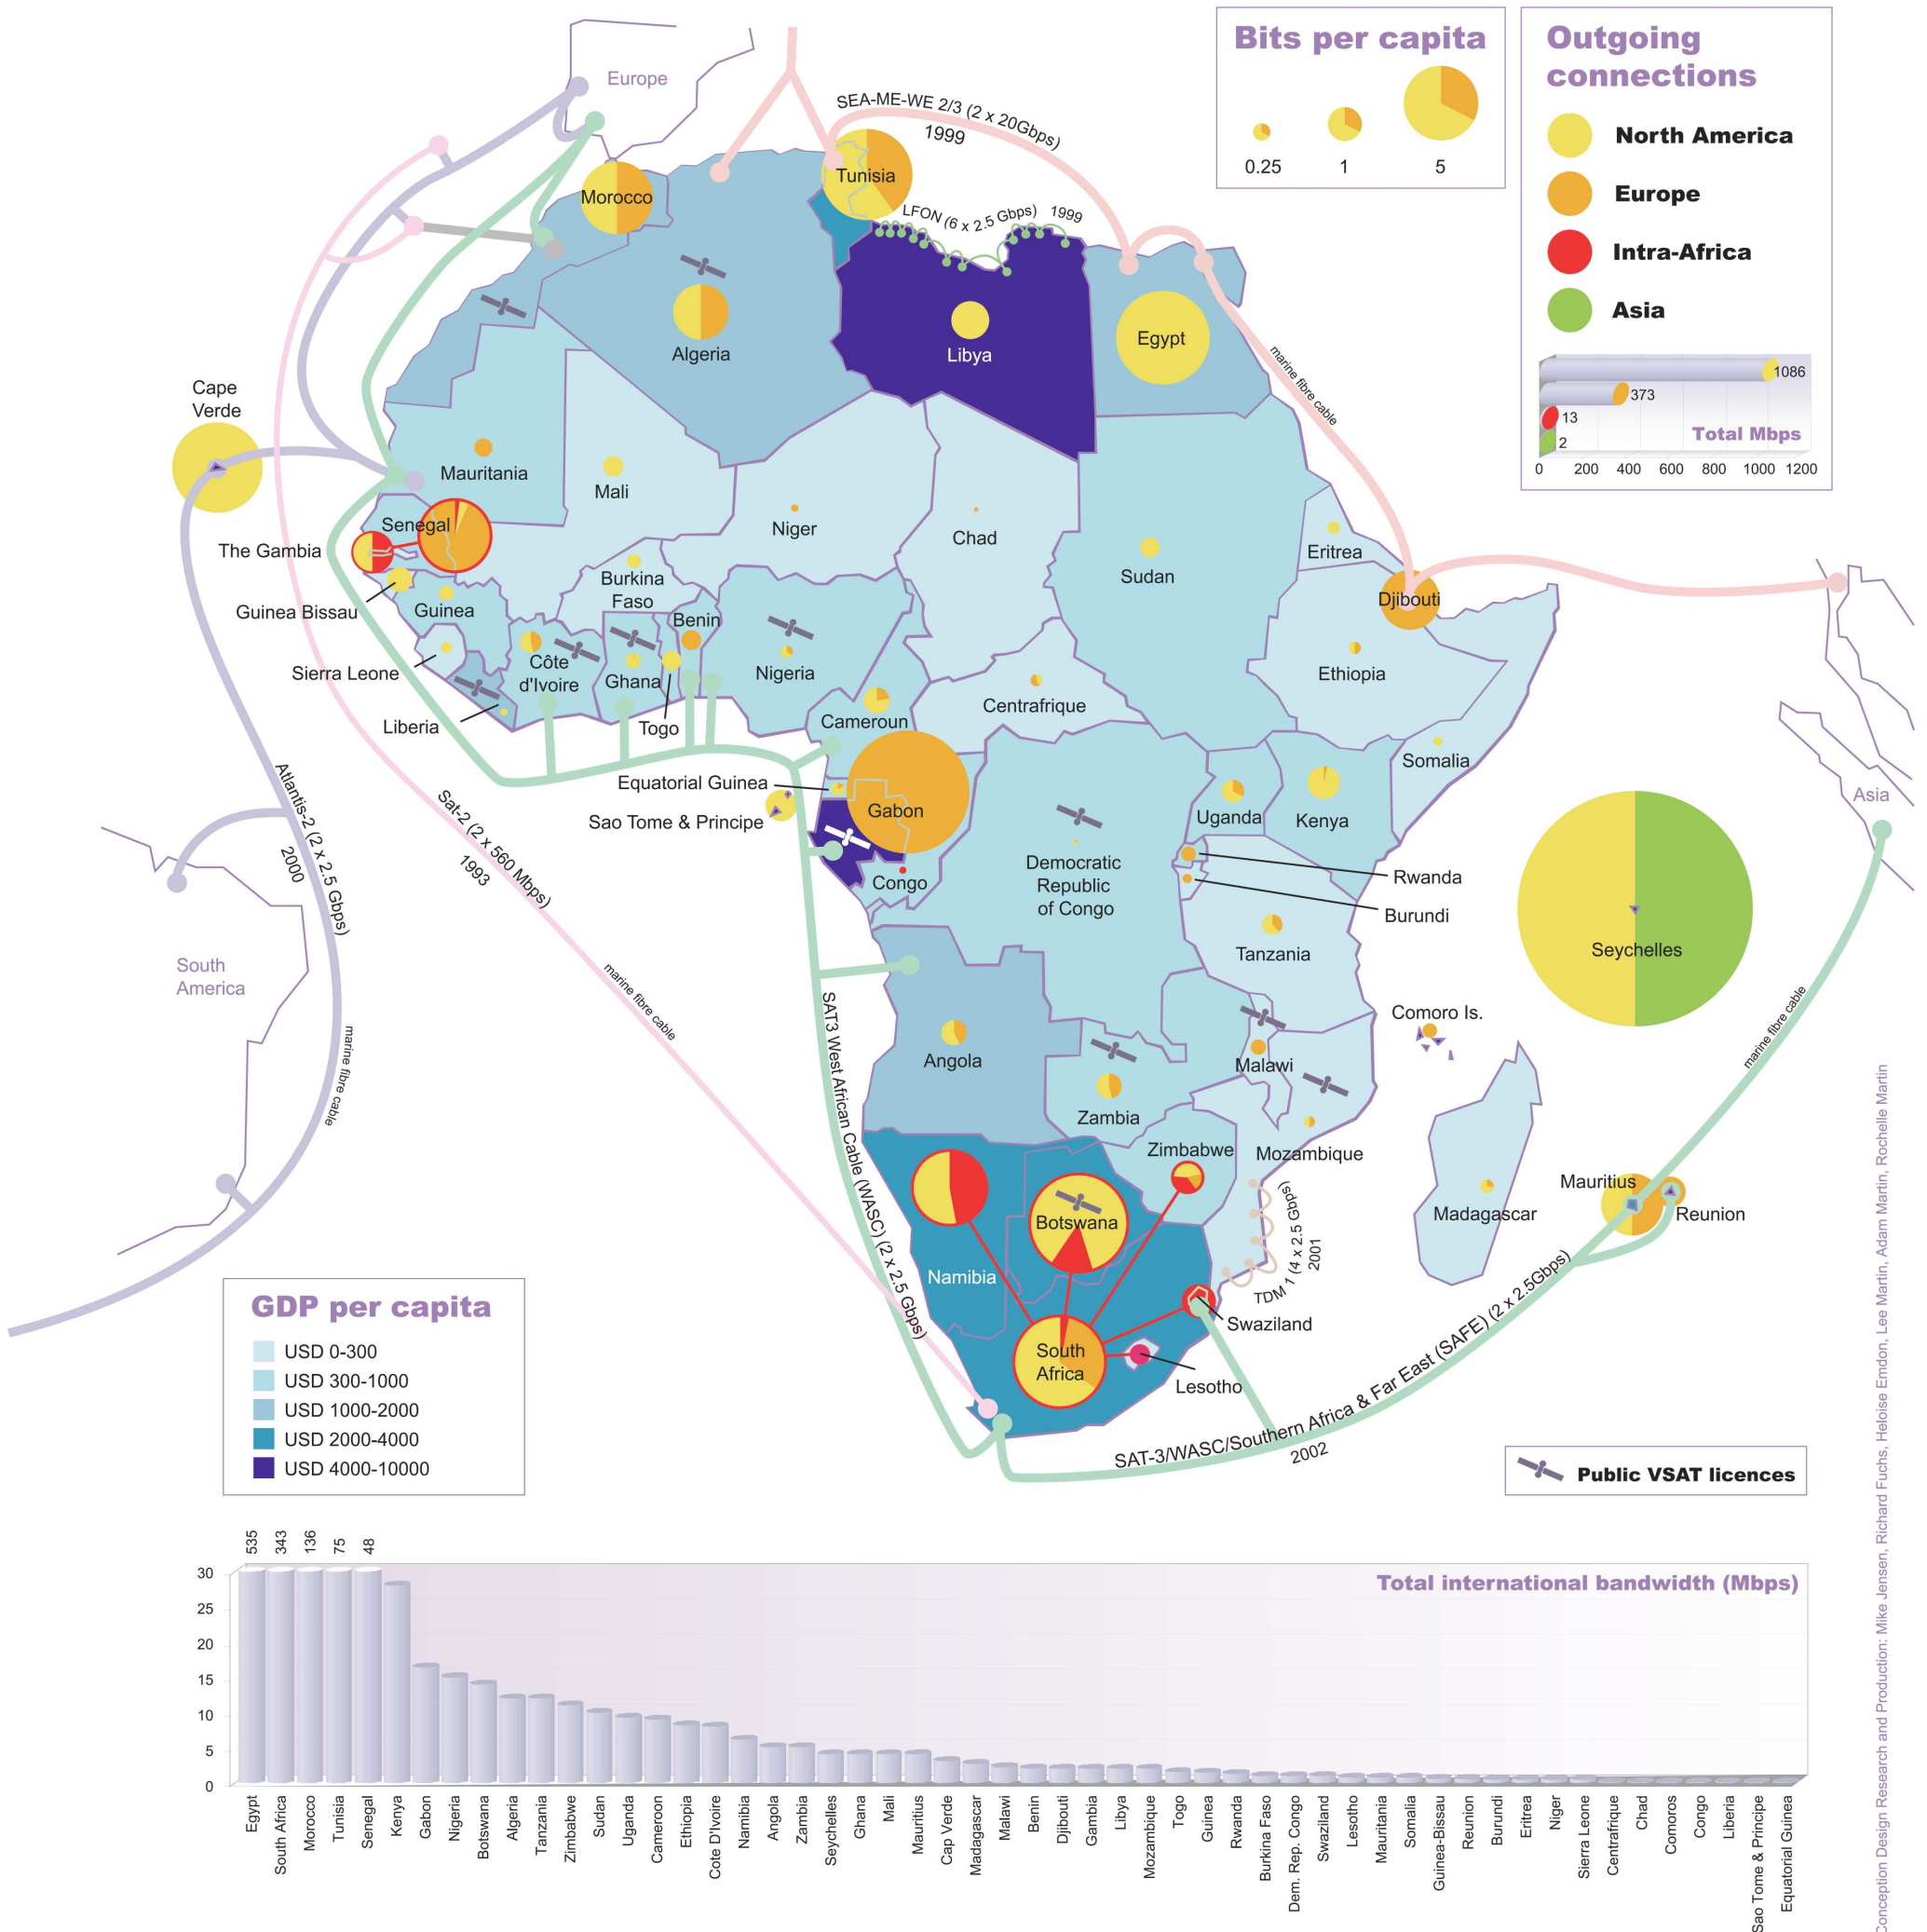 Bits per capita
0.25
1
5
Outgoing
connections
North America
Europe
Intra-Africa
Asia
1086
373
13
2
Total Mbps
0
200
400
600
800
1000
1200
Europe
SEA-ME-WE 2/3 (2 x 20Gbps)
1999
Tunisia
Morocco
LFON (6 x 2.5 Gbps)
1999
Algeria
Libya
Egypt
marine fibre cable
Cape
Verde
Mauritania
Mali
Niger
Chad
Sudan
Eritrea
Senegal
The Gambia
Guinea Bissau
Guinea
Burkina
Faso
Benin
Djibouti
Sierra Leone
Côte
d'Ivoire
Ghana
Nigeria
Ethiopia
Liberia
Togo
Cameroun
Centrafrique
Somalia
Equatorial Guinea
Sao Tome & Principe
Gabon
Uganda
Kenya
Asia
Atlantis-2 (2 x 2.5 Gbps)
2000
Sat-2 (2 x 560 Mbps)
1993
Congo
Democratic
Republic
of Congo
Rwanda
Burundi
Tanzania
Seychelles
South
America
marine fibre cable
marine fibre cable
SAT3 West African Cable (WASC) (2 x 2.5 Gbps)
Angola
Comoro Is.
marine fibre cable
Malawi
Zambia
Zimbabwe
Mozambique
Madagascar
Mauritius
Reunion
Botswana
Namibia
TDM 1 (4 x 2.5 Gbps)
2001
Swaziland
South
Africa
Lesotho
SAT-3/WASC/Southern Africa & Far East (SAFE) (2 x 2.5Gbps)
2002
GDP per capita
USD 0-300
USD 300-1000
USD 1000-2000
USD 2000-4000
USD 4000-10000
Public VSAT licences
Conception Design Research and Production: Mike Jensen, Richard Fuchs, Heloise Emdon, Lee Martin, Adam Martin, Rochelle Martin
Total international bandwidth (Mbps)
535
343
136
75
48
30
25
20
15
10
5
0
Egypt
South Africa
Morocco
Tunisia
Senegal
Kenya
Gabon
Nigeria
Botswana
Algeria
Tanzania
Zimbabwe
Sudan
Uganda
Cameroon
Ethiopia
Cote D'Ivoire
Namibia
Angola
Zambia
Seychelles
Ghana
Mali
Mauritius
Cap Verde
Madagascar
Malawi
Benin
Djibouti
Gambia
Libya
Mozambique
Togo
Guinea
Rwanda
Burkina Faso
Dem. Rep. Congo
Swaziland
Lesotho
Mauritania
Somalia
Guinea-Bissau
Reunion
Burundi
Eritrea
Niger
Sierra Leone
Centrafrique
Chad
Comoros
Congo
Liberia
Sao Tome & Principe
Equatorial Guinea